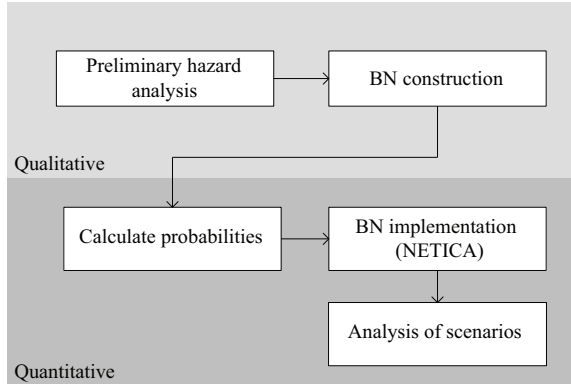 Preliminary hazard
analysis
BN construction
Qualitative
Calculate probabilities
BN implementation
(NETICA)
Analysis of scenarios
Quantitative